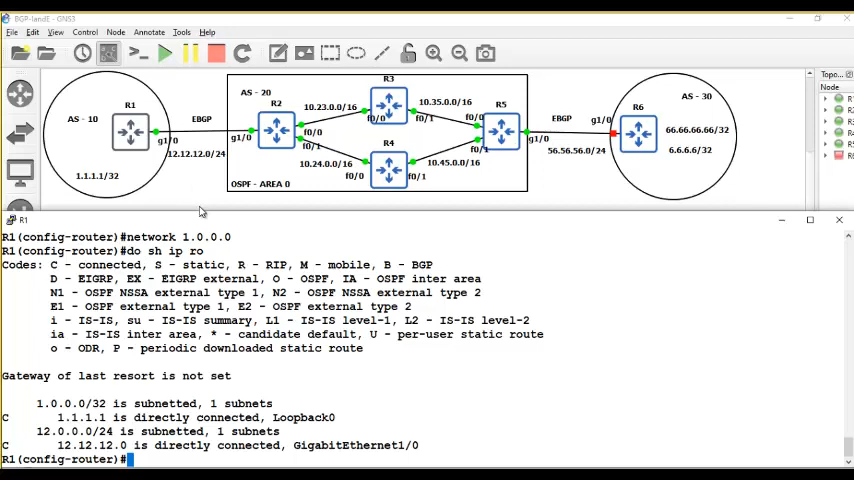 BGP-landE - GNS3
File Edit View Control Node Annotate Tools Help
Topo...
Node
R6
AS - 10
R1
g1/0
1.1.1.1/32
EBGP
12.12.12.0/24
AS - 20
R2
g1/0
f0/0
f0/1
10.23.0.0/16
10.24.0.0/16
OSPF - AREA 0
R3
f0/0
f0/1
R4
f0/0
f0/1
10.35.0.0/16
10.45.0.0/16
R5
f0/0
f0/1
g1/0
EBGP
56.56.56.0/24
g1/0
R6
AS - 30
66.66.66.66/32
6.6.6.6/32
R1
R1(config-router)#network 1.0.0.0
R1(config-router)#do sh ip ro
Codes: C - connected, S - static, R - RIP, M - mobile, B - BGP
D - EIGRP, EX - EIGRP external, O - OSPF, IA - OSPF inter area
N1 - OSPF NSSA external type 1, N2 - OSPF NSSA external type 2
E1 - OSPF external type 1, E2 - OSPF external type 2
i - IS-IS, su - IS-IS summary, L1 - IS-IS level-1, L2 - IS-IS level-2
ia - IS-IS inter area, * - candidate default, U - per-user static route
o - ODR, P - periodic downloaded static route
Gateway of last resort is not set
1.0.0.0/32 is subnetted, 1 subnets
C 1.1.1.1 is directly connected, Loopback0
12.0.0.0/24 is subnetted, 1 subnets
C 12.12.12.0 is directly connected, GigabitEthernet1/0
R1(config-router)#